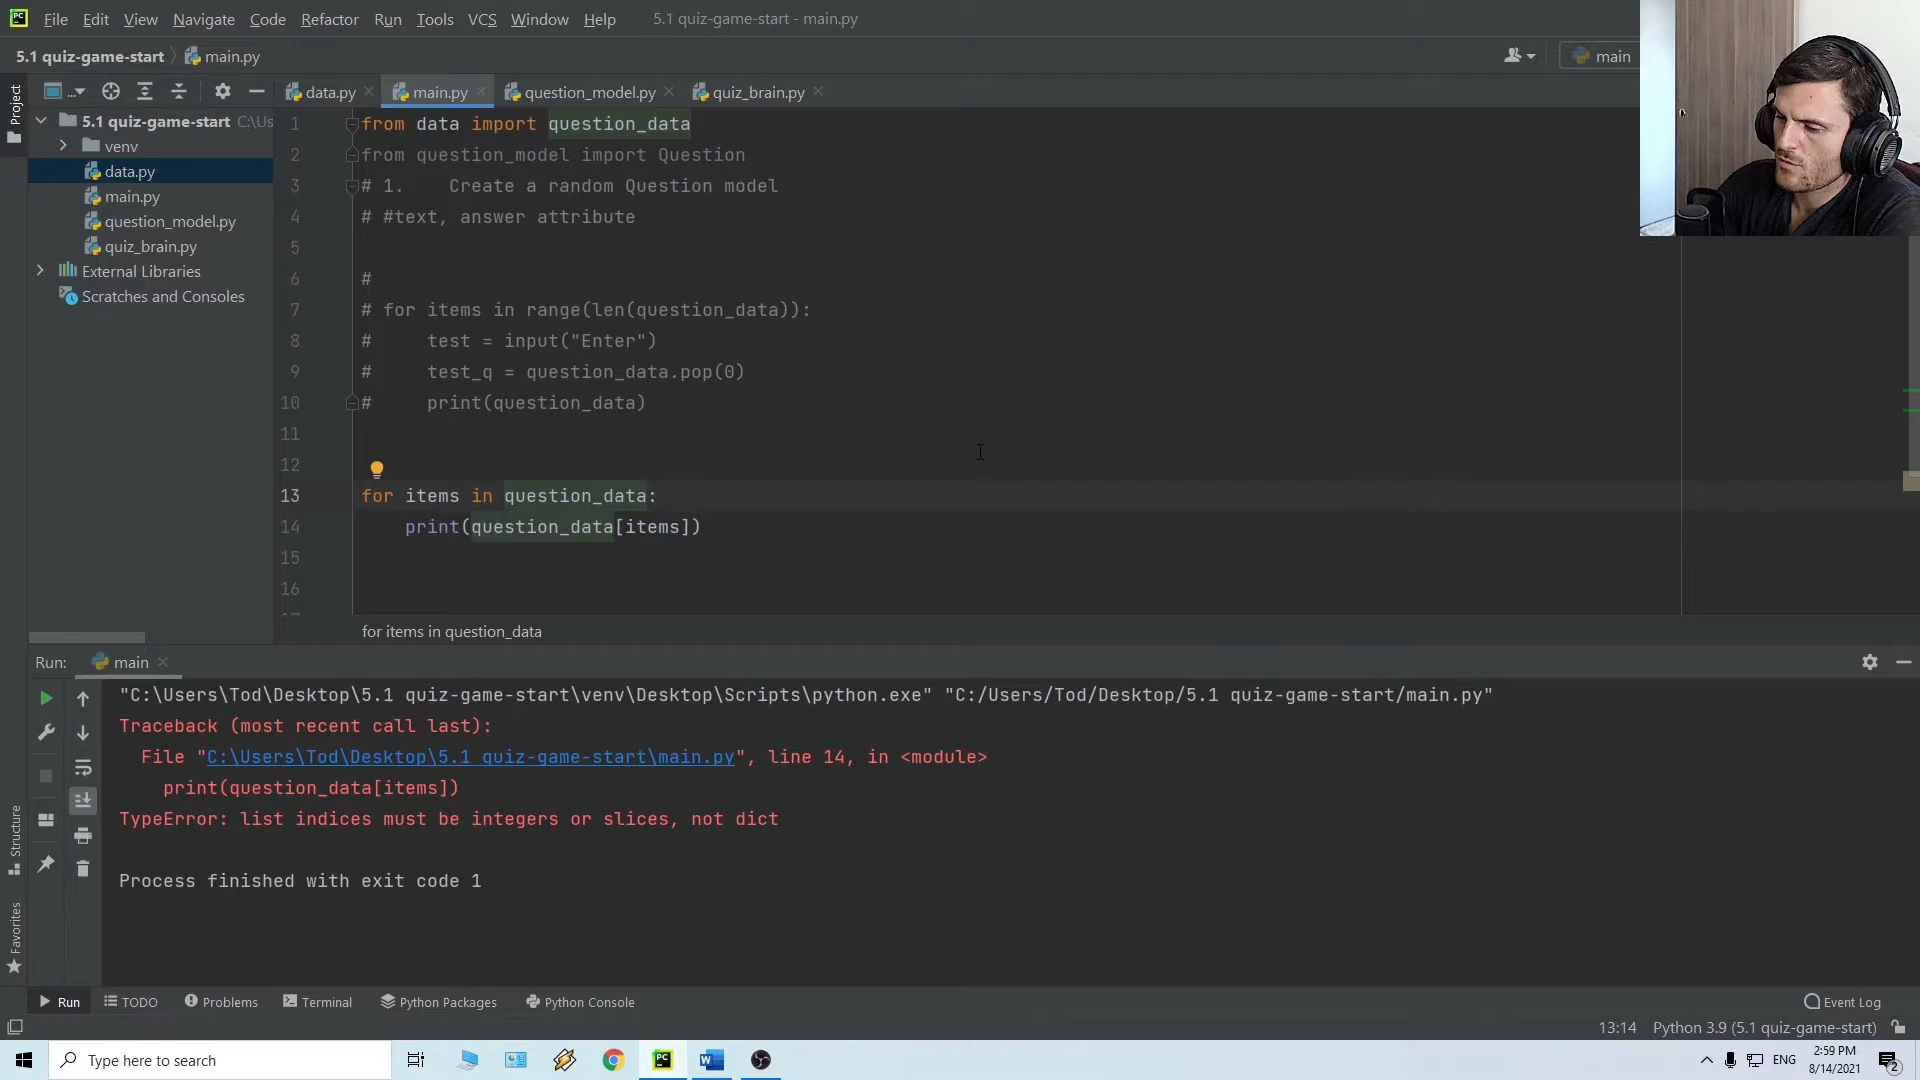 File Edit View Navigate Code Refactor Run Tools VCS Window Help 5.1 quiz-game-start - main.py
5.1 quiz-game-start main.py
main
Project
data.py main.py question_model.py quiz_brain.py
5.1 quiz-game-start C:\Us
venv
data.py
main.py
question_model.py
quiz_brain.py
External Libraries
Scratches and Consoles
1 from data import question_data
2 from question_model import Question
3 # 1. Create a random Question model
4 # #text, answer attribute
5
6 #
7 # for items in range(len(question_data)):
8 # test = input("Enter")
9 # test_q = question_data.pop(0)
10 # print(question_data)
11
12
13 for items in question_data:
14 print(question_data[items])
15
16
for items in question_data
Run: main
"C:\Users\Tod\Desktop\5.1 quiz-game-start\venv\Desktop\Scripts\python.exe" "C:/Users/Tod/Desktop/5.1 quiz-game-start/main.py"
Traceback (most recent call last):
File "C:\Users\Tod\Desktop\5.1 quiz-game-start\main.py", line 14, in <module>
print(question_data[items])
TypeError: list indices must be integers or slices, not dict
Process finished with exit code 1
Structure
Favorites
Run TODO Problems Terminal Python Packages Python Console Event Log
13:14 Python 3.9 (5.1 quiz-game-start)
Type here to search
ENG
2:59 PM
8/14/2021
2